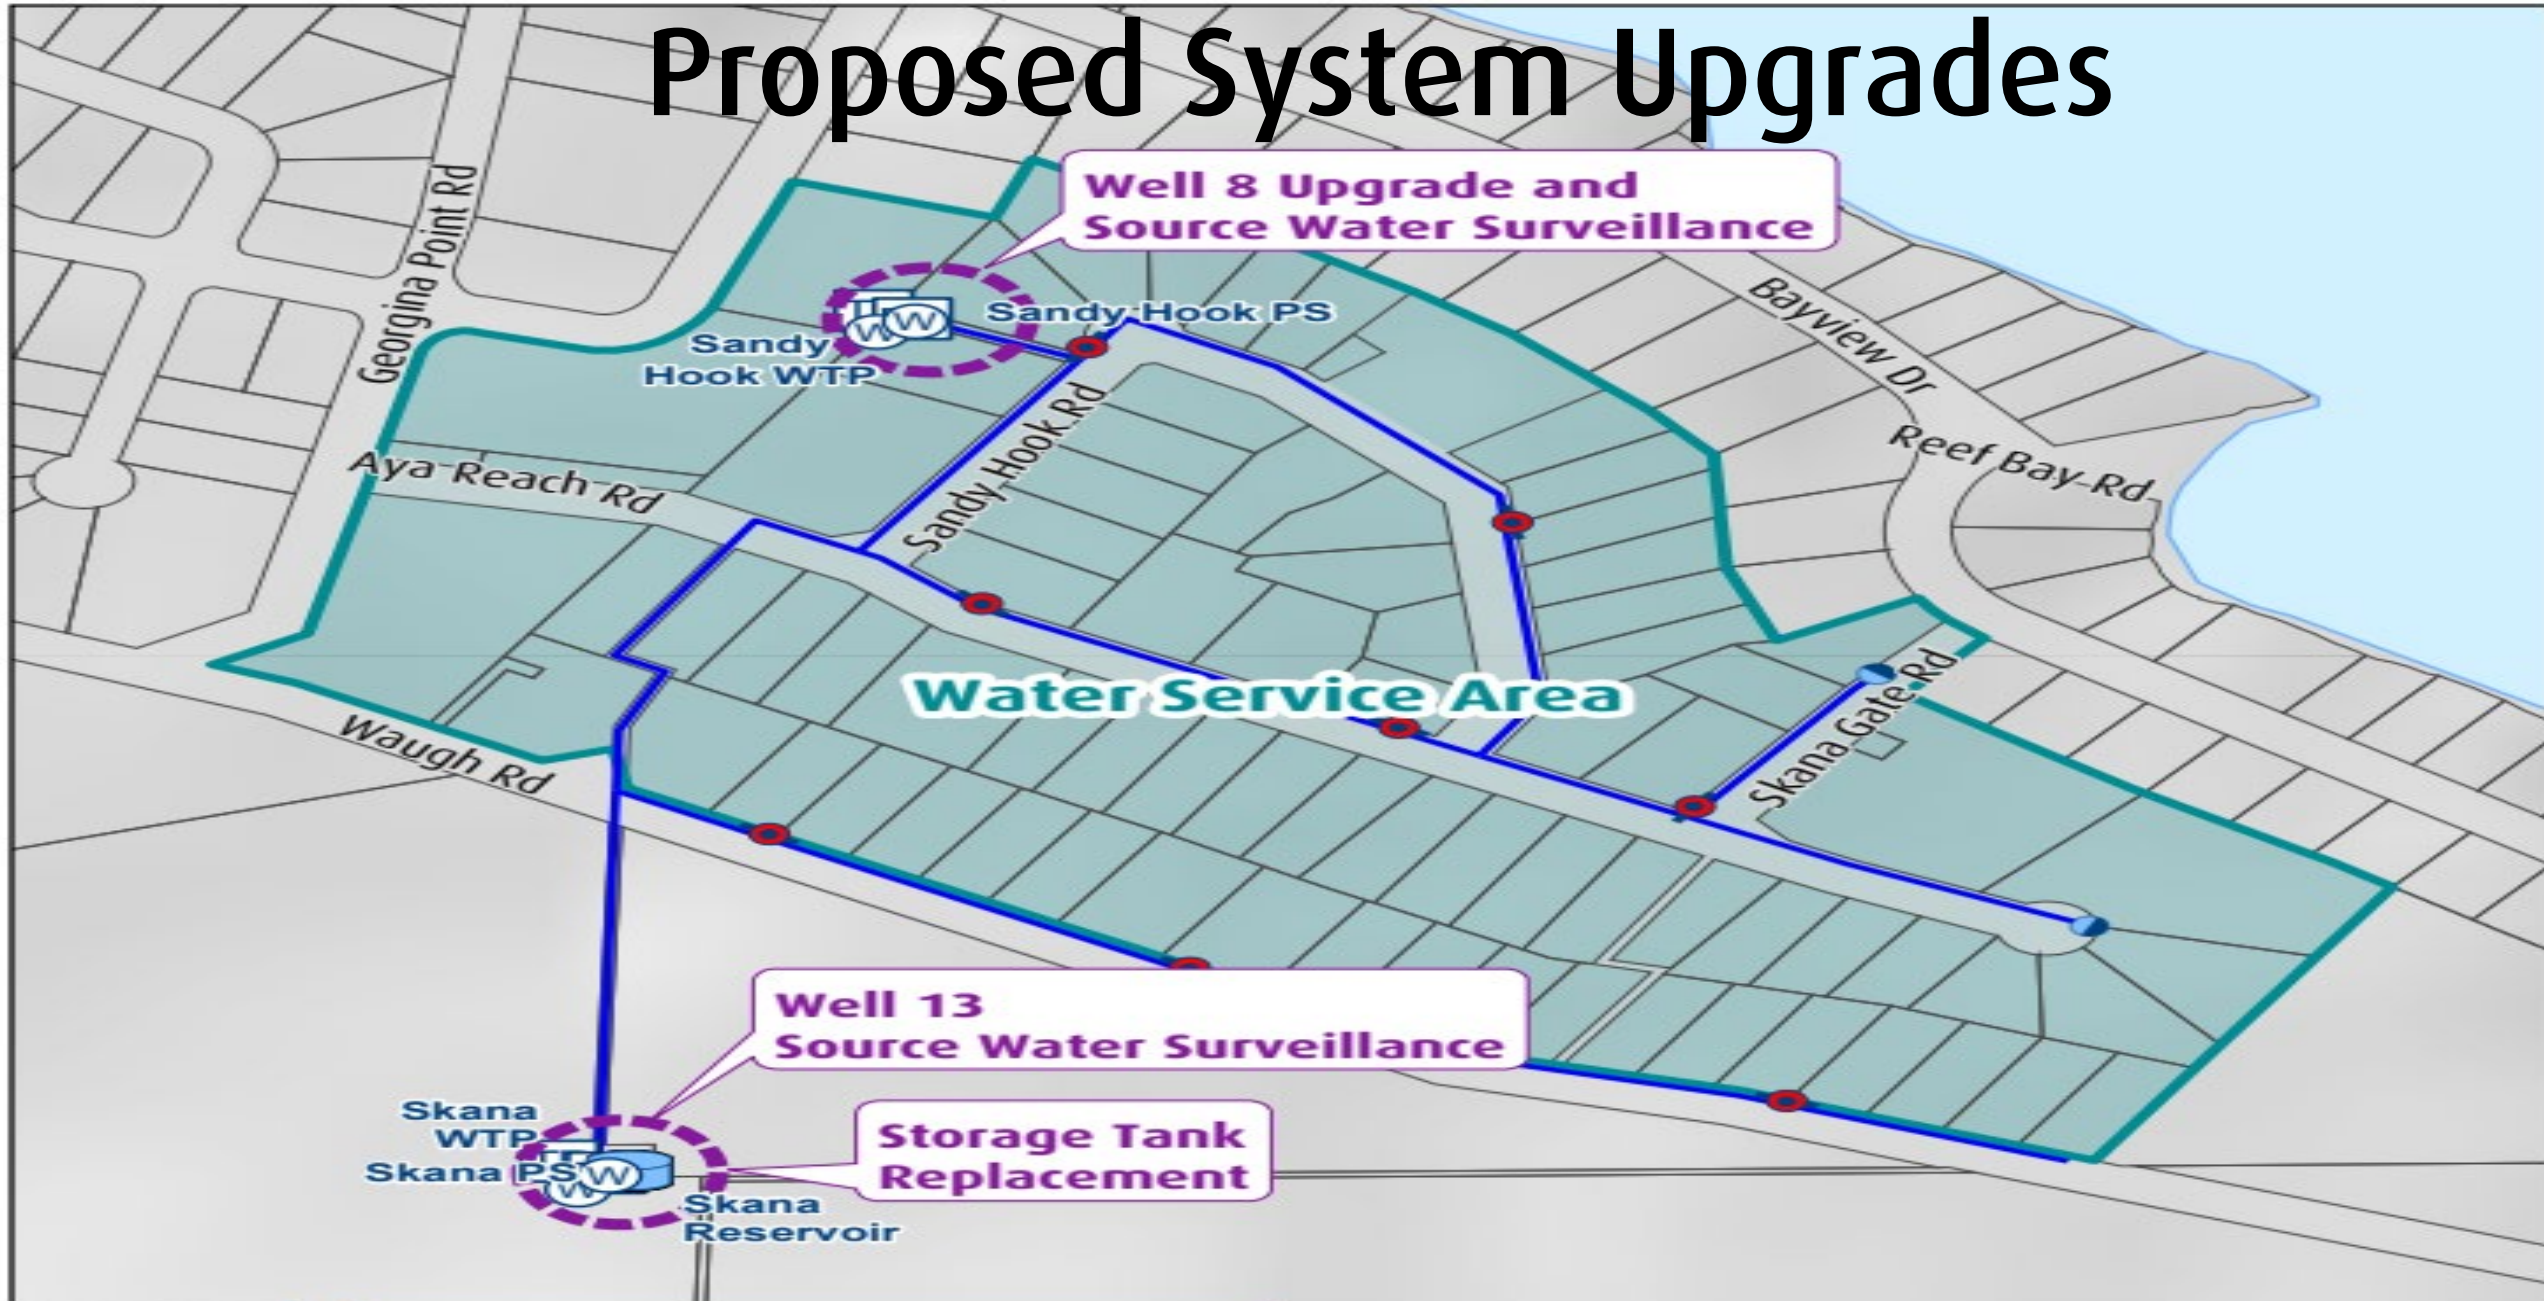 Proposed System Upgrades
Well 8 Upgrade and
Source Water Surveillance
Georgina Point Rd
Bayview Dr
Sandy Hook PS
W
W
Sandy
Hook WTP
Sandy Hook Rd
Reef Bay Rd
Aya Reach Rd
Water Service Area
Skana Gate Rd
Waugh Rd
Well 13
Source Water Surveillance
Skana
WTP
Skana PS
W
W
Storage Tank
Replacement
Skana
Reservoir